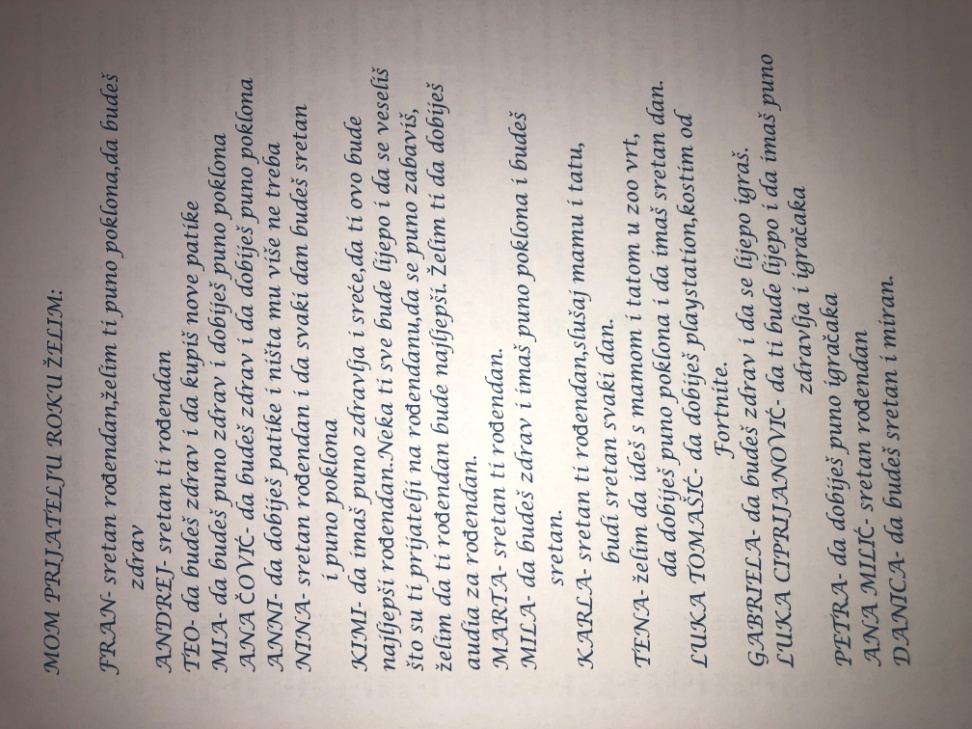 MOM PRIJATELJU ROKU ŽELIM:
FRAN- sretan rođendan,želim ti puno poklona,da budeš
zdrav
ANDREJ- sretan ti rođendan
TEO- da budeš zdrav i da kupiš nove patike
MIA- da budeš puno zdrav i dobiješ puno poklona
ANA ČOVIĆ- da budeš zdrav i da dobiješ puno poklona
ANNI- da dobiješ patike i ništa mu više ne treba
NINA- sretan rođendan i da svaki dan budeš sretan
i puno poklona
KIMI- da imaš puno zdravlja i sreće,da ti ovo bude
najljepši rođendan.Neka ti sve bude lijepo i da se veseliš
što su ti prijatelji na rođendanu,da se puno zabaviš,
želim da ti rođendan bude najljepši. Želim ti da dobiješ
audia za rođendan.
MARTA- sretan ti rođendan.
MILA- da budeš zdrav i imaš puno poklona i budeš
sretan.
KARLA- sretan ti rođendan,slušaj mamu i tatu,
budi sretan svaki dan.
TENA- želim da ideš s mamom i tatom u zoo vrt,
da dobiješ puno poklona i da imaš sretan dan.
LUKA TOMAŠIĆ- da dobiješ playstation,kostim od
Fortnite.
GABRIELA- da budeš zdrav i da se lijepo igraš.
LUKA CIPRIJANOVIĆ- da ti bude lijepo i da imaš puno
zdravlja i igračaka
PETRA- da dobiješ puno igračaka
ANA MILIĆ- sretan rođendan
DANICA- da budeš sretan i miran.